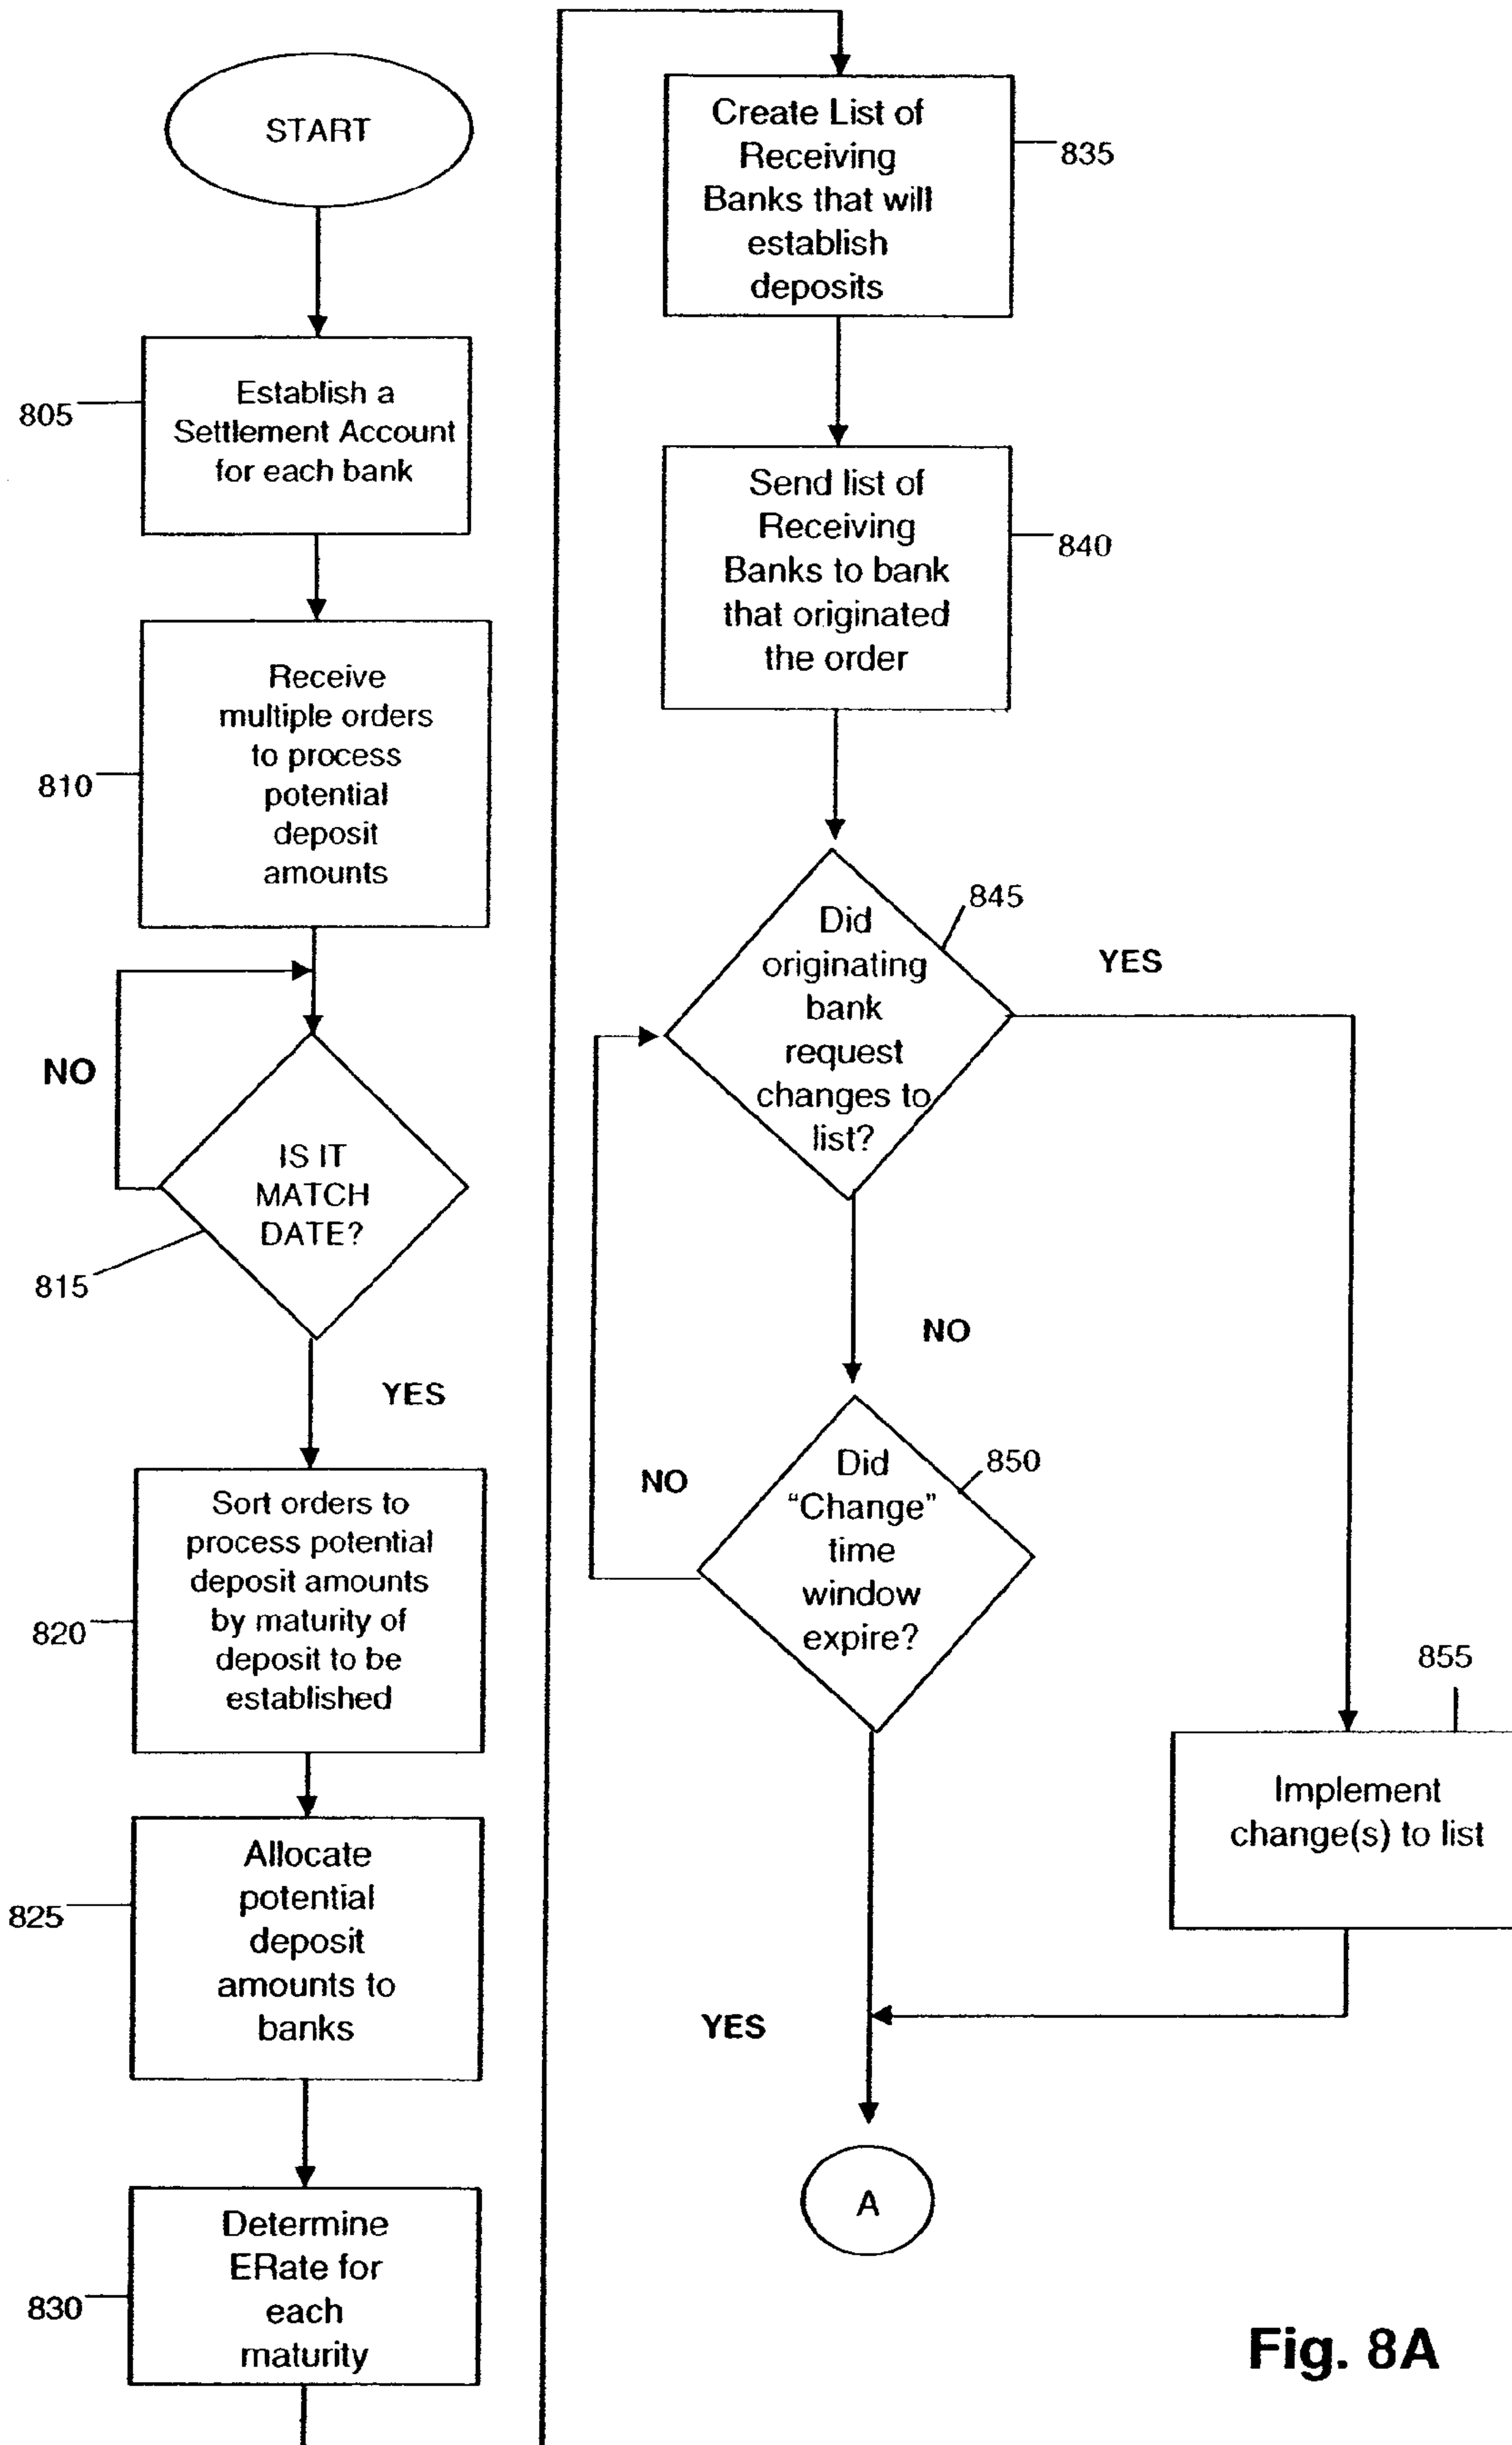 START
805
Establish a
Settlement Account
for each bank
810
Receive
multiple orders
to process
potential
deposit
amounts
NO
IS IT
MATCH
DATE?
815
YES
820
Sort orders to
process potential
deposit amounts
by maturity of
deposit to be
established
825
Allocate
potential
deposit
amounts to
banks
830
Determine
ERate for
each
maturity
Create List of
Receiving
Banks that will
establish
deposits
835
Send list of
Receiving
Banks to bank
that originated
the order
840
Did
originating
bank
request
changes to
list?
845
YES
NO
Did
“Change”
time
window
expire?
850
NO
855
Implement
change(s) to list
YES
A
Fig. 8A